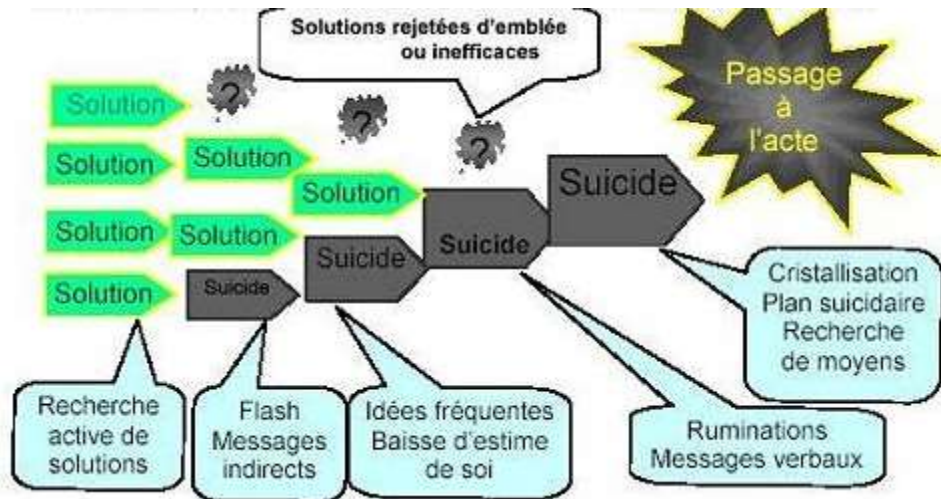 Solutions rejetées d'emblée
ou inefficaces
Passage
à
l'acte
Solution
?
?
?
Solution
Solution
Solution
Suicide
Solution
Solution
Suicide
Suicide
Solution
Suicide
Cristallisation
Plan suicidaire
Recherche
de moyens
Recherche
active de
solutions
Flash
Messages
indirects
Idées fréquentes
Baisse d'estime
de soi
Ruminations
Messages verbaux